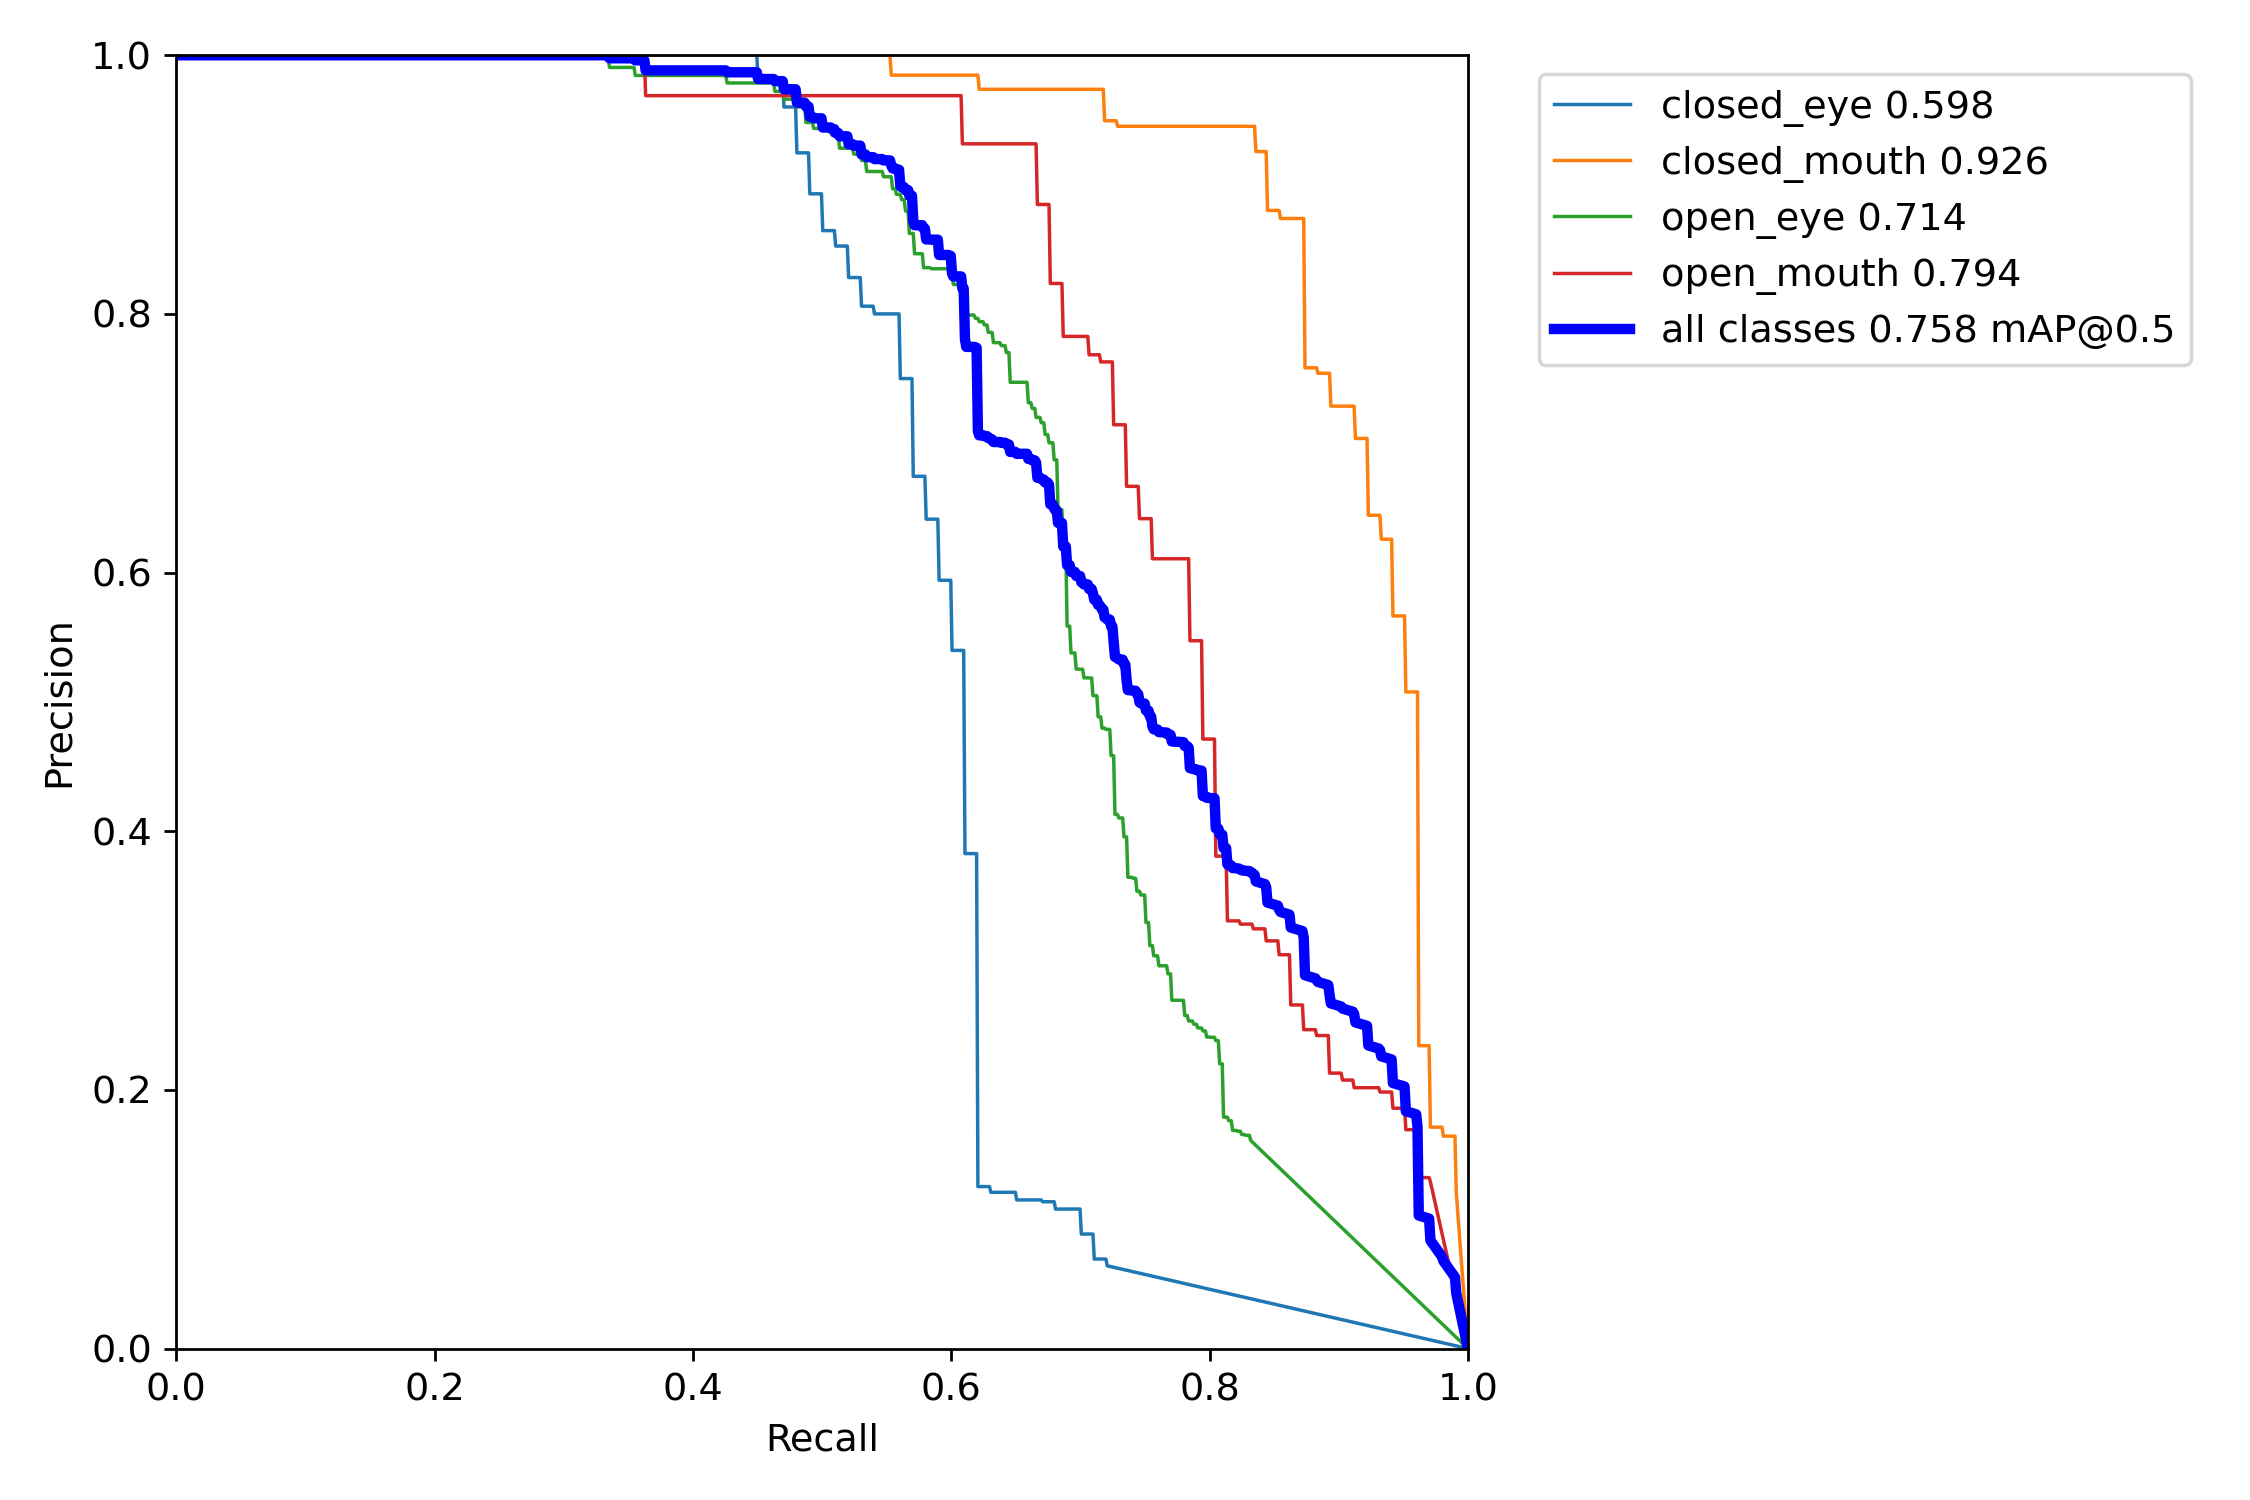 1.0
0.8
0.6
0.4
0.2
0.0
0.0 0.2 0.4 0.6 0.8 1.0
Precision
Recall
closed_eye 0.598
closed_mouth 0.926
open_eye 0.714
open_mouth 0.794
all classes 0.758 mAP@0.5